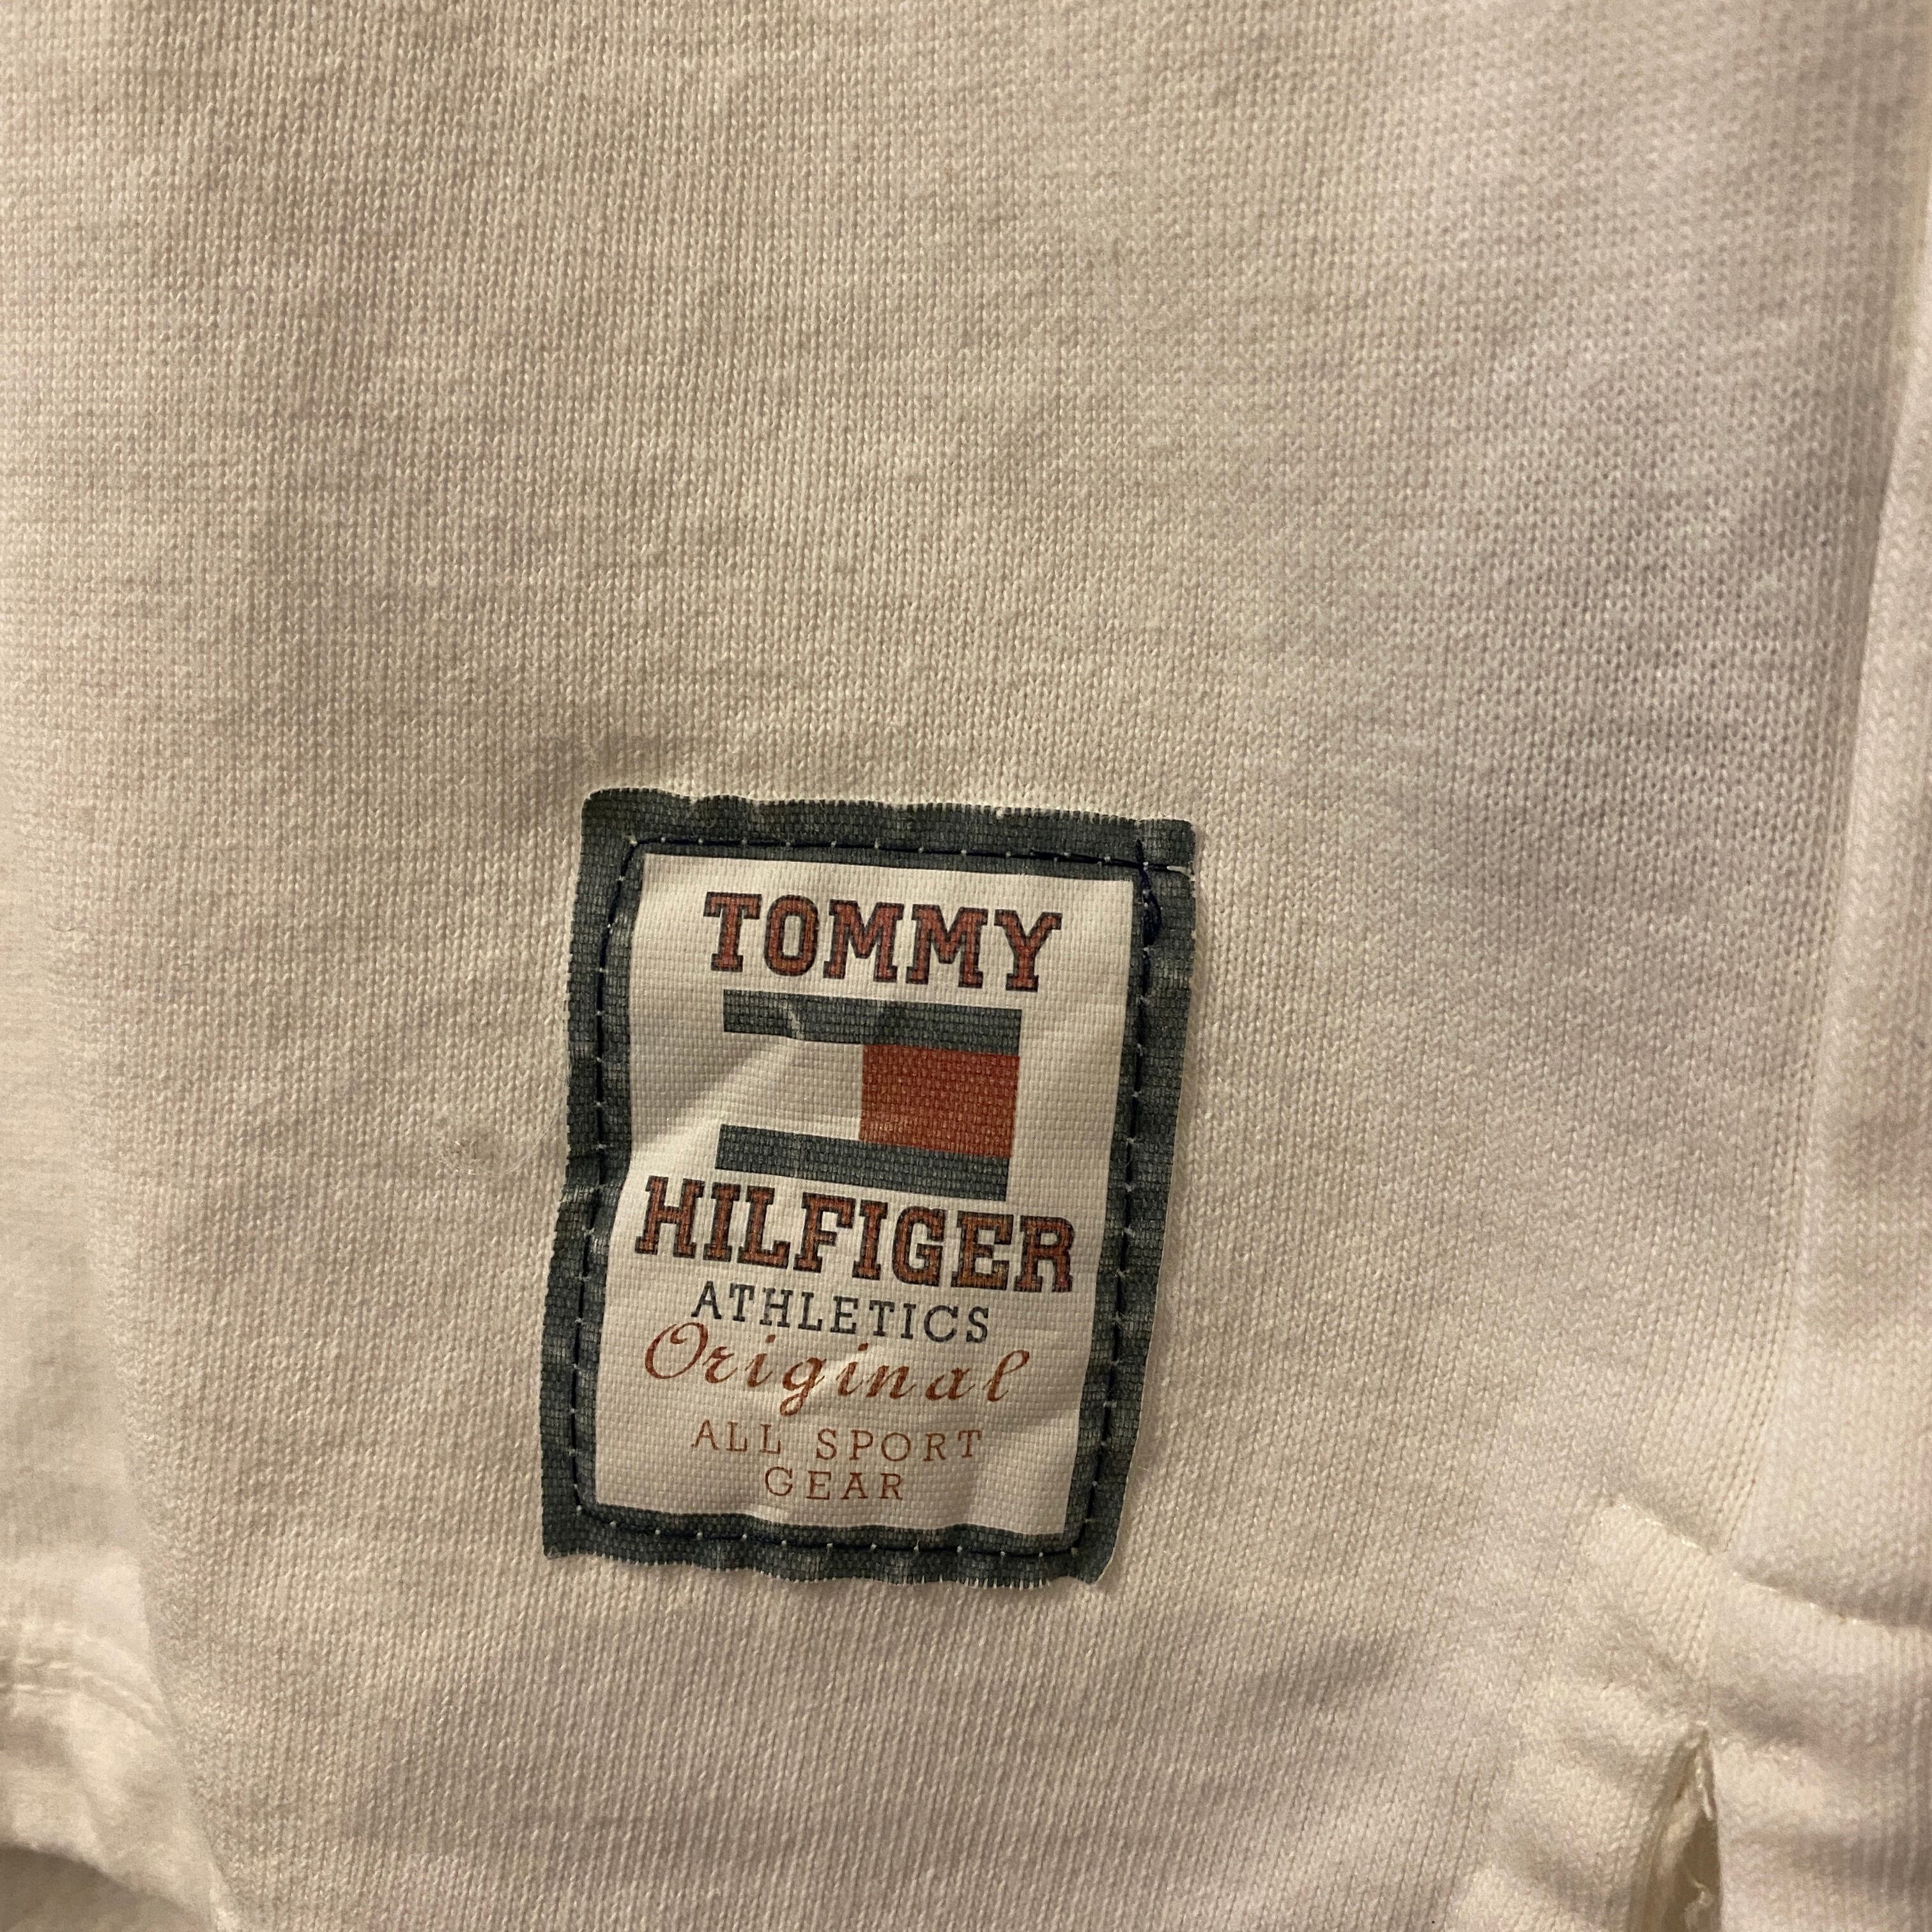 TOMMY
HILFIGER
ATHLETICS
Original
ALL SPORT
GEAR